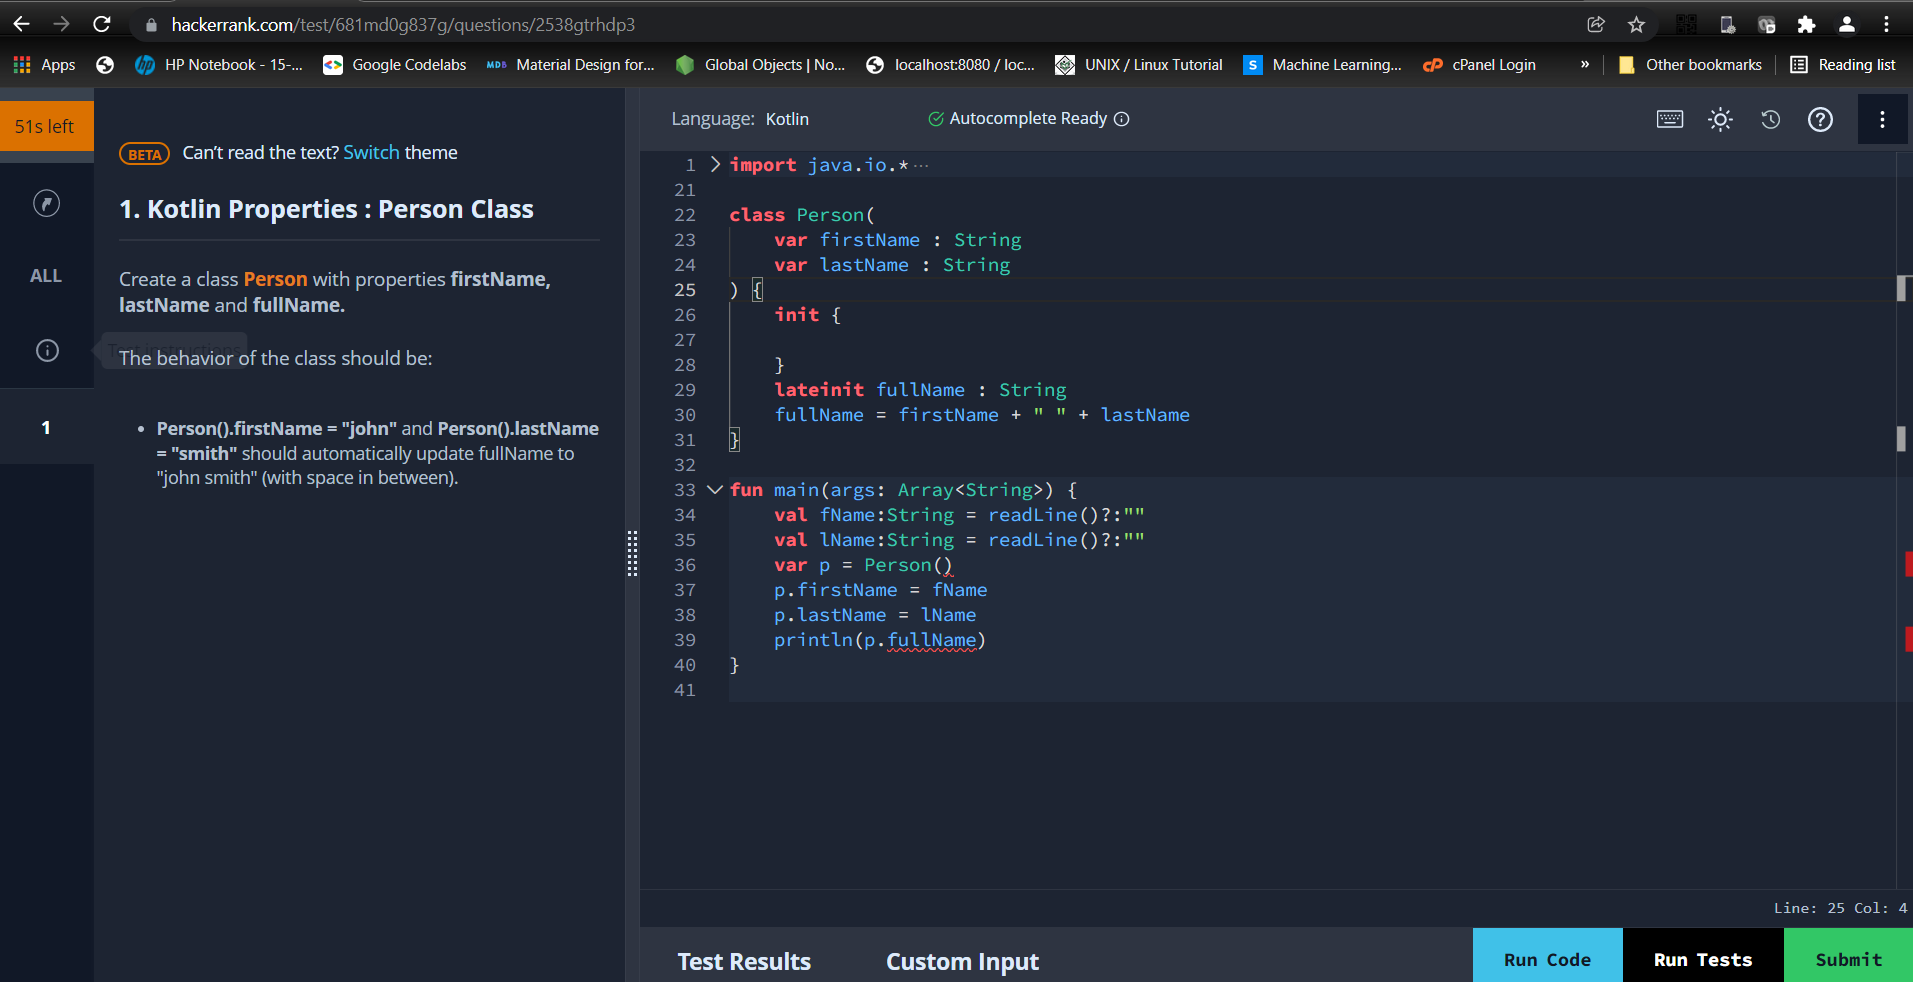 hackerrank.com/test/681md0g837g/questions/2538gtrhdp3
Apps
HP Notebook - 15-...
Google Codelabs
MDB Material Design for...
Global Objects | No...
localhost:8080 / loc...
UNIX / Linux Tutorial
S Machine Learning...
cP cPanel Login
»
Other bookmarks
Reading list
51s left
ALL
1
BETA Can't read the text? Switch theme
1. Kotlin Properties : Person Class
Create a class Person with properties firstName,
lastName and fullName.
Test instructions
The behavior of the class should be:
• Person().firstName = "john" and Person().lastName
= "smith" should automatically update fullName to
"john smith" (with space in between).
Language: Kotlin
Autocomplete Ready
1 import java.io.* ···
21
22 class Person(
23 var firstName : String
24 var lastName : String
25 ) {
26 init {
27
28 }
29 lateinit fullName : String
30 fullName = firstName + " " + lastName
31 }
32
33 fun main(args: Array<String>) {
34 val fName:String = readLine()?:""
35 val lName:String = readLine()?:""
36 var p = Person()
37 p.firstName = fName
38 p.lastName = lName
39 println(p.fullName)
40 }
41
Line: 25 Col: 4
Test Results
Custom Input
Run Code
Run Tests
Submit